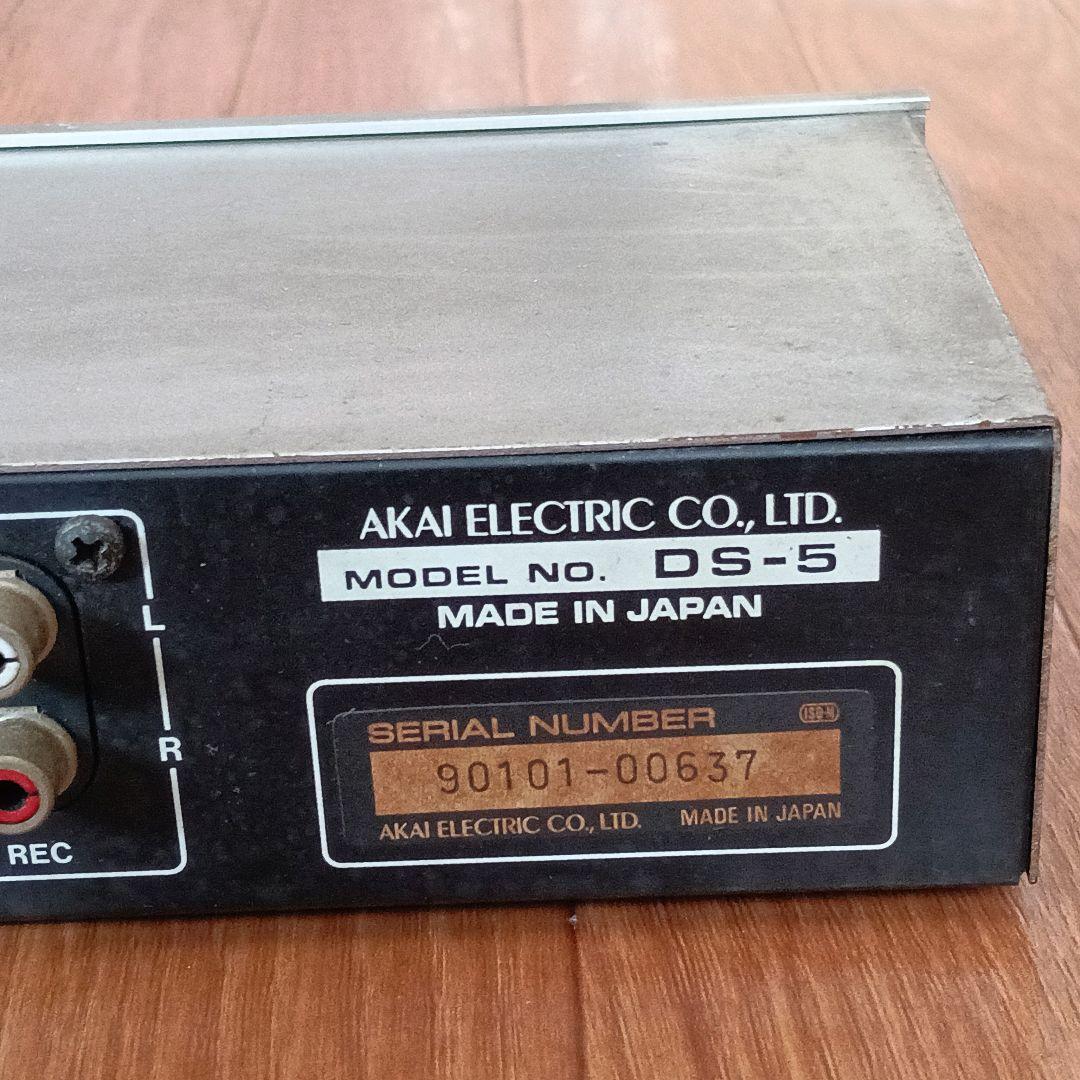 AKAI ELECTRIC CO., LTD.
MODEL NO. DS-5
MADE IN JAPAN
L
R
REC
SERIAL NUMBER
90101-00637
AKAI ELECTRIC CO., LTD. MADE IN JAPAN